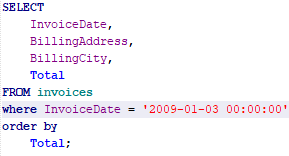 SELECT
InvoiceDate,
BillingAddress,
BillingCity,
Total
FROM invoices
where InvoiceDate = '2009-01-03 00:00:00'
order by
Total;